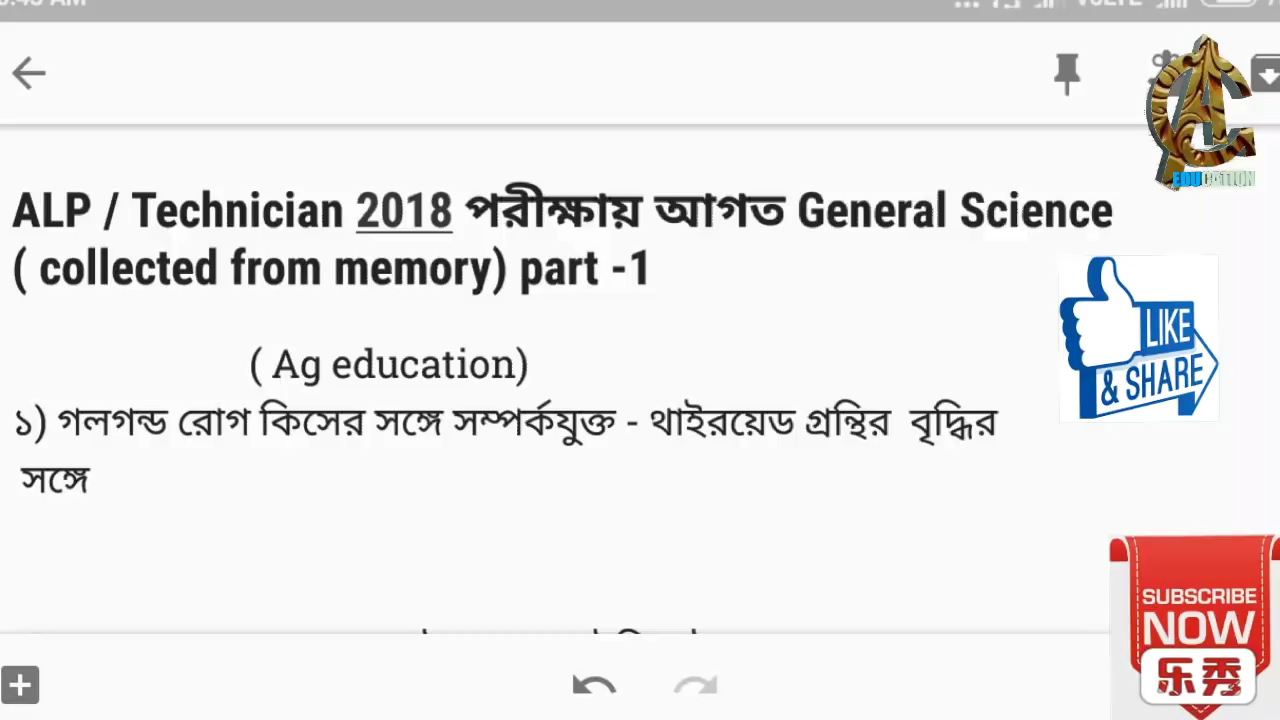 ALP / Technician 2018 পরীক্ষায় আগত General Science
( collected from memory) part -1
( Ag education)
১) গলগন্ড রোগ কিসের সঙ্গে সম্পর্কযুক্ত - থাইরয়েড গ্রন্থির বৃদ্ধির
সঙ্গে
EDUCATION
LIKE
& SHARE
SUBSCRIBE
NOW
乐秀